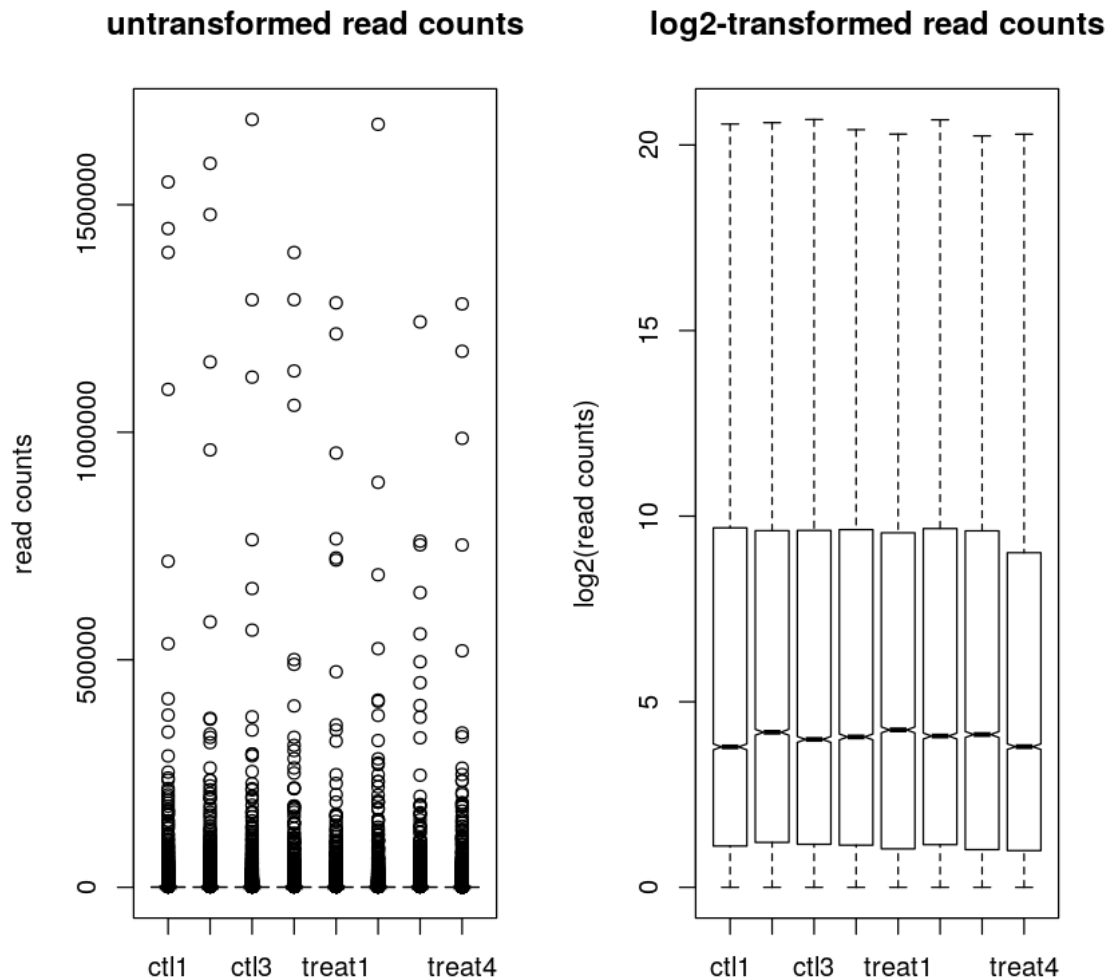 untransformed read counts
read counts
1500000
1000000
500000
0
ctl1 ctl3 treat1 treat4
log2-transformed read counts
log2(read counts)
20
15
10
5
0
ctl1 ctl3 treat1 treat4